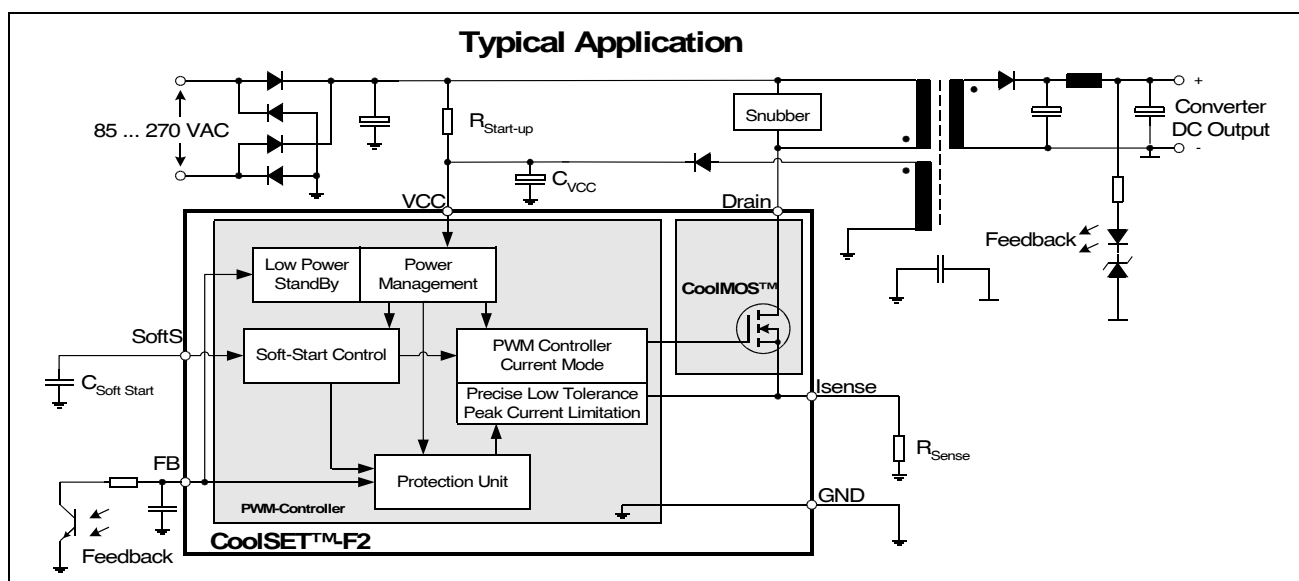 Typical Application
+
85 ... 270 VAC
RStart-up
Snubber
Converter
DC Output
-
CVCC
VCC
Drain
Feedback
Low Power
StandBy
Power
Management
CoolMOS™
SoftS
Soft-Start Control
PWM Controller
Current Mode
CSoft Start
Precise Low Tolerance
Peak Current Limitation
Isense
RSense
FB
Protection Unit
GND
PWM-Controller
Feedback
CoolSET™-F2